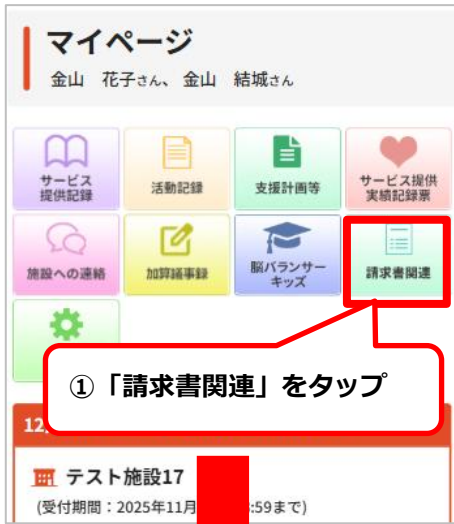 マイページ
金山 花子さん、金山 結城さん
サービス
提供記録
活動記録
支援計画等
サービス提供
実績記録票
施設への連絡
加算議事録
脳バランサー
キッズ
請求書関連
①「請求書関連」をタップ
12
テスト施設17
(受付期間:2025年11月
:59まで)